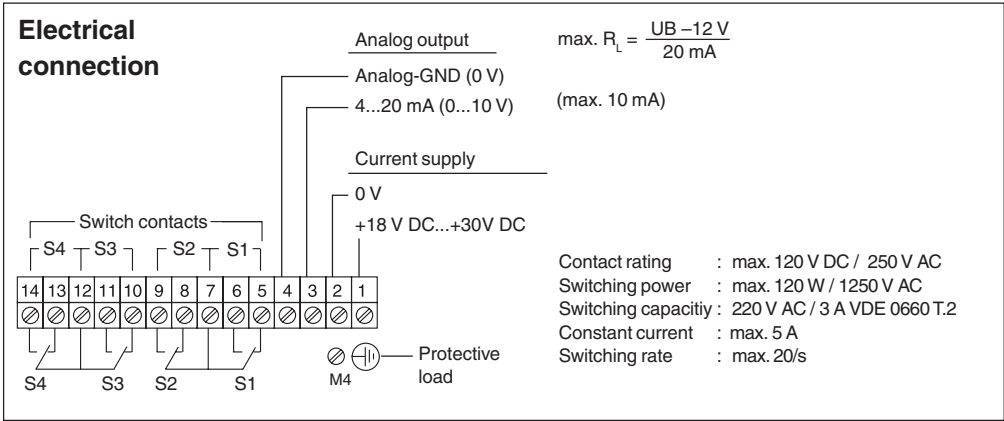 Electrical
connection
Analog output
max. R_L = UB –12 V / 20 mA
Analog-GND (0 V)
4...20 mA (0...10 V) (max. 10 mA)
Current supply
0 V
+18 V DC...+30V DC
Switch contacts
S4 S3 S2 S1
14 13 12 11 10 9 8 7 6 5 4 3 2 1
S4 S3 S2 S1
M4
Protective
load
Contact rating : max. 120 V DC / 250 V AC
Switching power : max. 120 W / 1250 V AC
Switching capacitiy : 220 V AC / 3 A VDE 0660 T.2
Constant current : max. 5 A
Switching rate : max. 20/s